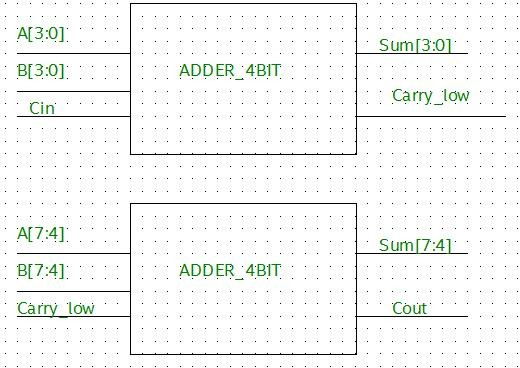 A[3:0]
Sum[3:0]
B[3:0]
ADDER_4BIT
Carry_low
Cin
A[7:4]
Sum[7:4]
B[7:4]
ADDER_4BIT
Carry_low
Cout